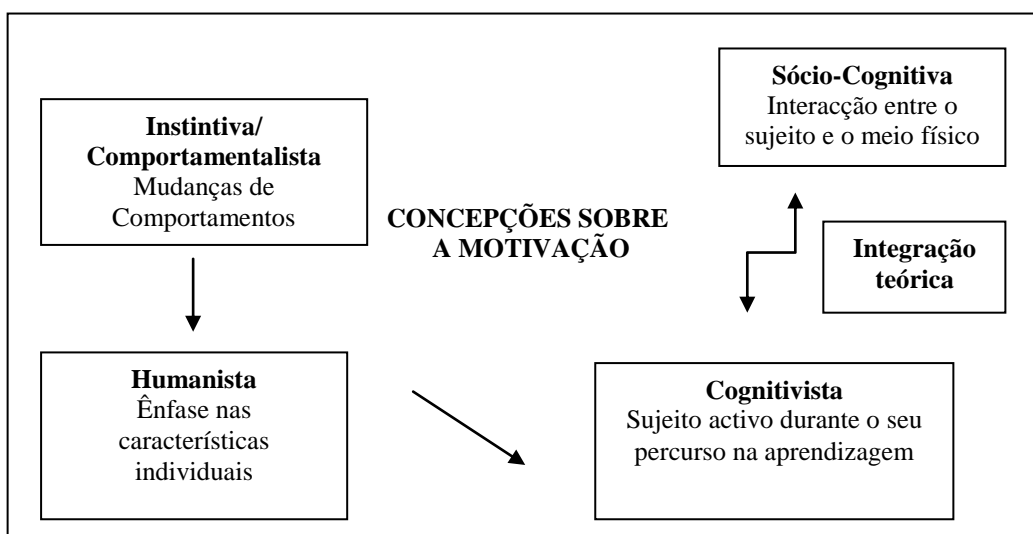 Instintiva/
Comportamentalista
Mudanças de
Comportamentos
CONCEPÇÕES SOBRE
A MOTIVAÇÃO
Sócio-Cognitiva
Interacção entre o
sujeito e o meio físico
Integração
teórica
Humanista
Ênfase nas
características
individuais
Cognitivista
Sujeito activo durante o seu
percurso na aprendizagem